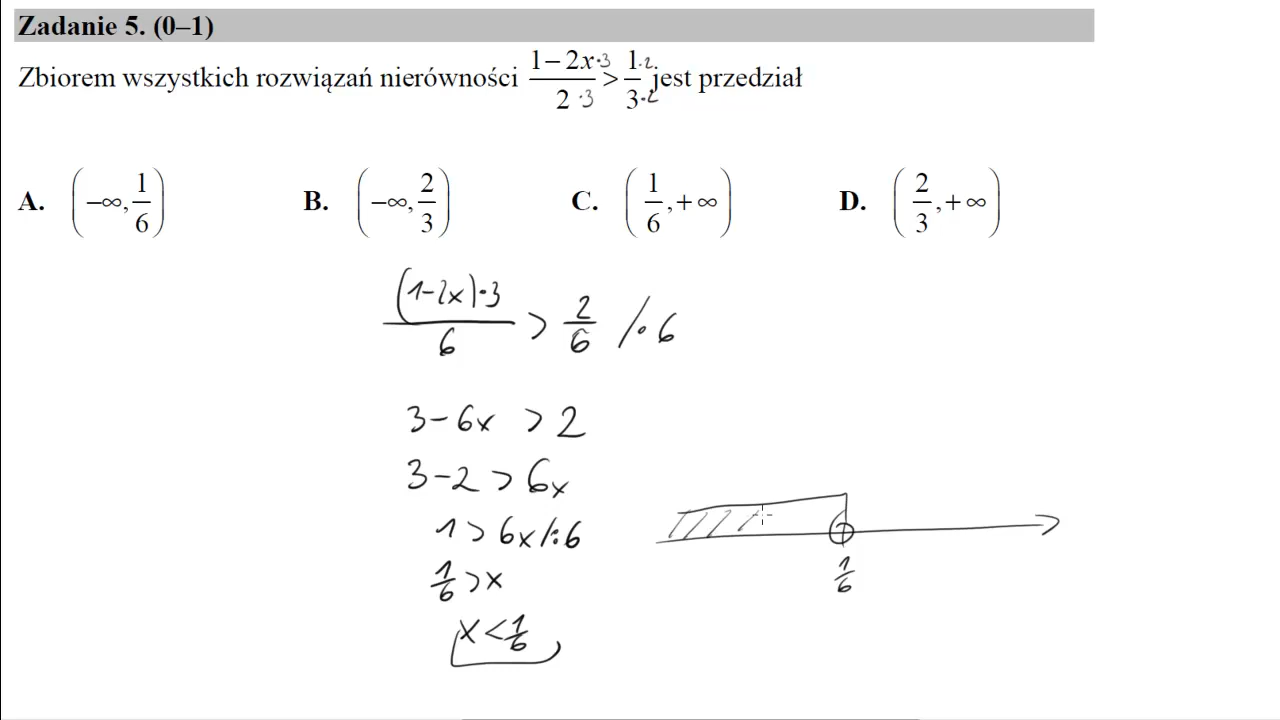 Zadanie 5. (0–1)
Zbiorem wszystkich rozwiązań nierówności (1 – 2x ·3)/(2 ·3) > (1 ·2)/(3 ·2) jest przedział
A. (–∞, 1/6) B. (–∞, 2/3) C. (1/6, +∞) D. (2/3, +∞)
(1-2x)·3/6 > 2/6 /·6
3-6x > 2
3-2 > 6x
1 > 6x /:6
1/6 > x
x < 1/6
1/6